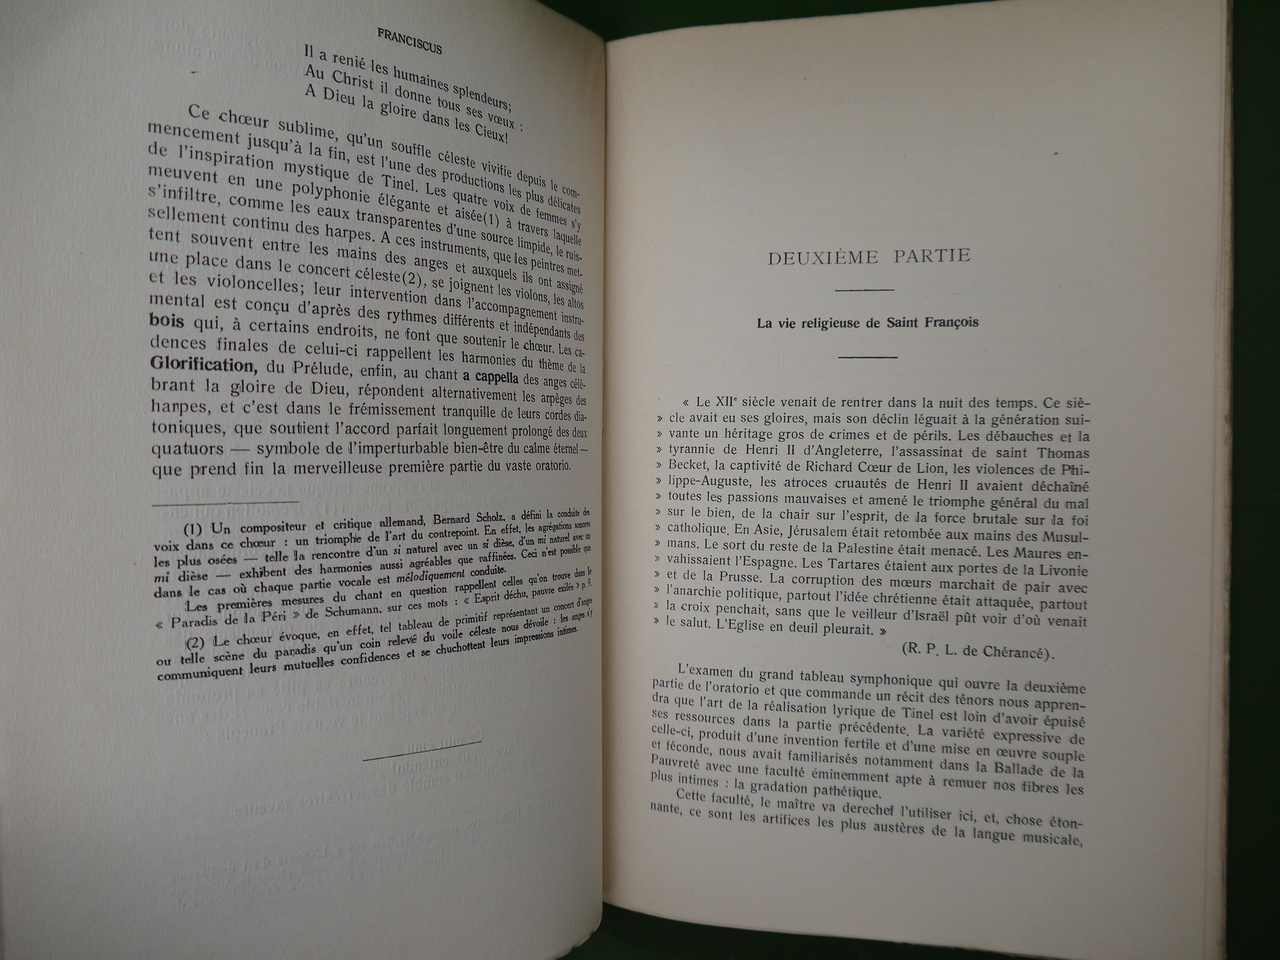 FRANCISCUS
Il a renié les humaines splendeurs;
Au Christ il donne tous ses vœux :
A Dieu la gloire dans les Cieux!
Ce chœur sublime, qu'un souffle céleste vivifie depuis le com-
mencement jusqu'à la fin, est l'une des productions les plus délicates
de l'inspiration mystique de Tinel. Les quatre voix de femmes s'y
meuvent en une polyphonie élégante et aisée(1) à travers laquelle
s'infiltre, comme les eaux transparentes d'une source limpide, le ruis-
sellement continu des harpes. A ces instruments, que les peintres met-
tent souvent entre les mains des anges et auxquels ils ont assigné
une place dans le concert céleste(2), se joignent les violons, les altos
et les violoncelles; leur intervention dans l'accompagnement instru-
mental est conçu d'après des rythmes différents et indépendants des
bois qui, à certains endroits, ne font que soutenir le chœur. Les ca-
dences finales de celui-ci rappellent les harmonies du thème de la
Glorification, du Prélude, enfin, au chant a cappella des anges célé-
brant la gloire de Dieu, répondent alternativement les arpèges des
harpes, et c'est dans le frémissement tranquille de leurs cordes dia-
toniques, que soutient l'accord parfait longuement prolongé des deux
quatuors — symbole de l'imperturbable bien-être du calme éternel —
que prend fin la merveilleuse première partie du vaste oratorio.
(1) Un compositeur et critique allemand, Bernard Scholz, a défini la conduite des
voix dans ce chœur : un triomphe de l'art du contrepoint. En effet, les agrégations sonores
les plus osées — telle la rencontre d'un si naturel avec un si dièse, d'un mi naturel avec un
mi dièse — exhibent des harmonies aussi agréables que raffinées. Ceci n'est possible que
dans le cas où chaque partie vocale est mélodiquement conduite.
Les premières mesures du chant en question rappellent celles qu'on trouve dans le
« Paradis de la Péri » de Schumann, sur ces mots : « Esprit déchu, pauvre exilée » p. 9.
(2) Le chœur évoque, en effet, tel tableau de primitif représentant un concert d'anges
ou telle scène du paradis qu'un coin relevé du voile céleste nous dévoile : les anges s'y
communiquent leurs mutuelles confidences et se chuchottent leurs impressions intimes.
DEUXIÈME PARTIE
La vie religieuse de Saint François
« Le XIIe siècle venait de rentrer dans la nuit des temps. Ce siè-
» cle avait eu ses gloires, mais son déclin léguait à la génération sui-
» vante un héritage gros de crimes et de périls. Les débauches et la
» tyrannie de Henri II d'Angleterre, l'assassinat de saint Thomas
» Becket, la captivité de Richard Cœur de Lion, les violences de Phi-
» lippe-Auguste, les atroces cruautés de Henri II avaient déchaîné
» toutes les passions mauvaises et amené le triomphe général du mal
» sur le bien, de la chair sur l'esprit, de la force brutale sur la foi
» catholique. En Asie, Jérusalem était retombée aux mains des Musul-
» mans. Le sort du reste de la Palestine était menacé. Les Maures en-
» vahissaient l'Espagne. Les Tartares étaient aux portes de la Livonie
» et de la Prusse. La corruption des mœurs marchait de pair avec
» l'anarchie politique, partout l'idée chrétienne était attaquée, partout
» la croix penchait, sans que le veilleur d'Israël pût voir d'où venait
» le salut. L'Eglise en deuil pleurait. »
(R. P. L. de Chérancé).
L'examen du grand tableau symphonique qui ouvre la deuxième
partie de l'oratorio et que commande un récit des ténors nous appren-
dra que l'art de la réalisation lyrique de Tinel est loin d'avoir épuisé
ses ressources dans la partie précédente. La variété expressive de
celle-ci, produit d'une invention fertile et d'une mise en œuvre souple
et féconde, nous avait familiarisés notamment dans la Ballade de la
Pauvreté avec une faculté éminemment apte à remuer nos fibres les
plus intimes : la gradation pathétique.
Cette faculté, le maître va derechef l'utiliser ici, et, chose éton-
nante, ce sont les artifices les plus austères de la langue musicale,